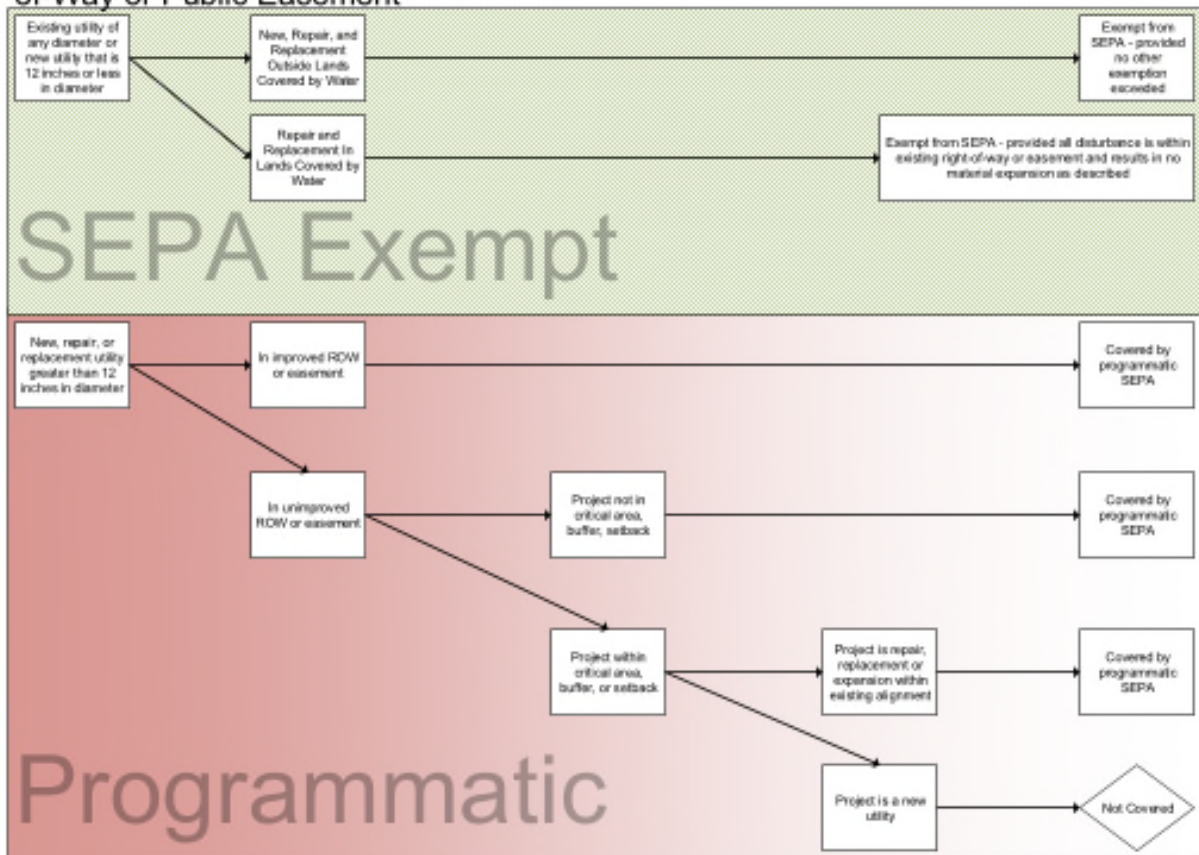 of Way or Public Easement
Existing utility of
any diameter or
new utility that is
12 inches or less
in diameter
New, Repair, and
Replacement
Outside Lands
Covered by Water
Exempt from
SEPA - provided
no other
exemption
exceeded
Repair and
Replacement In
Lands Covered by
Water
Exempt from SEPA - provided all disturbance is within
existing right-of-way or easement and results in no
material expansion as described
SEPA Exempt
New, repair, or
replacement utility
greater than 12
inches in diameter
In improved ROW
or easement
Covered by
programmatic
SEPA
In unimproved
ROW or easement
Project not in
critical area,
buffer, setback
Covered by
programmatic
SEPA
Project within
critical area,
buffer, or setback
Project is repair,
replacement or
expansion within
existing alignment
Covered by
programmatic
SEPA
Programmatic
Project is a new
utility
Not Covered